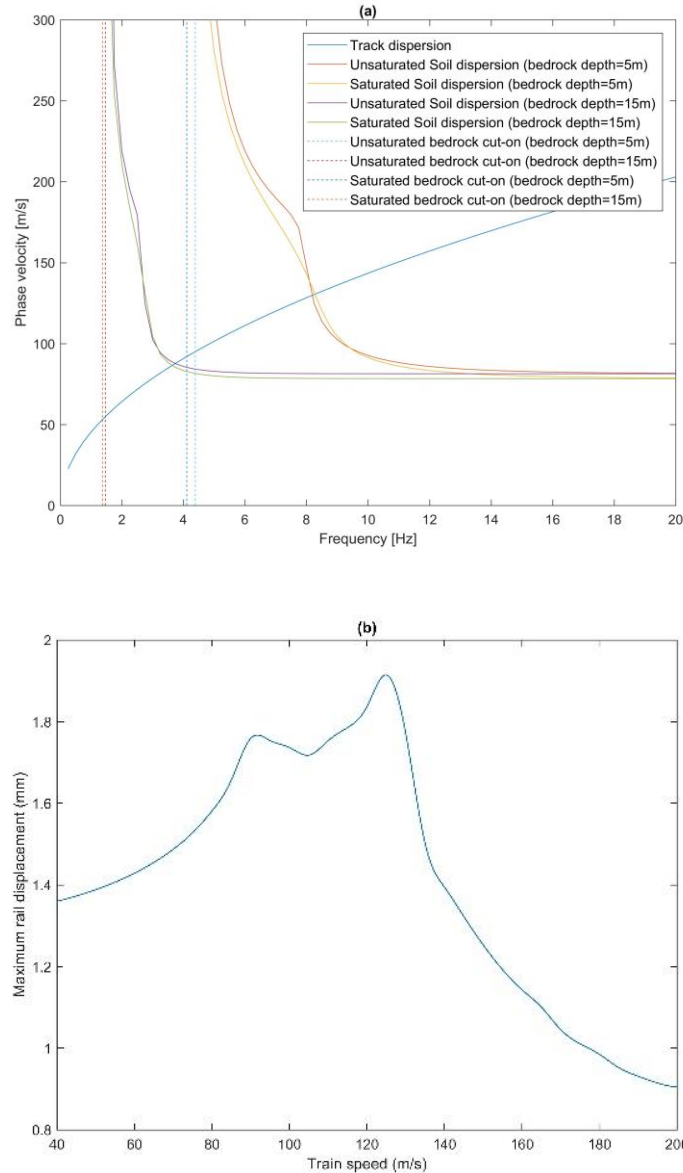 (a)
300
250
200
150
100
50
0
Phase velocity [m/s]
Track dispersion
Unsaturated Soil dispersion (bedrock depth=5m)
Saturated Soil dispersion (bedrock depth=5m)
Unsaturated Soil dispersion (bedrock depth=15m)
Saturated Soil dispersion (bedrock depth=15m)
Unsaturated bedrock cut-on (bedrock depth=5m)
Unsaturated bedrock cut-on (bedrock depth=15m)
Saturated bedrock cut-on (bedrock depth=5m)
Saturated bedrock cut-on (bedrock depth=15m)
0 2 4 6 8 10 12 14 16 18 20
Frequency [Hz]
(b)
2
1.8
1.6
1.4
1.2
1
0.8
Maximum rail displacement (mm)
40 60 80 100 120 140 160 180 200
Train speed (m/s)